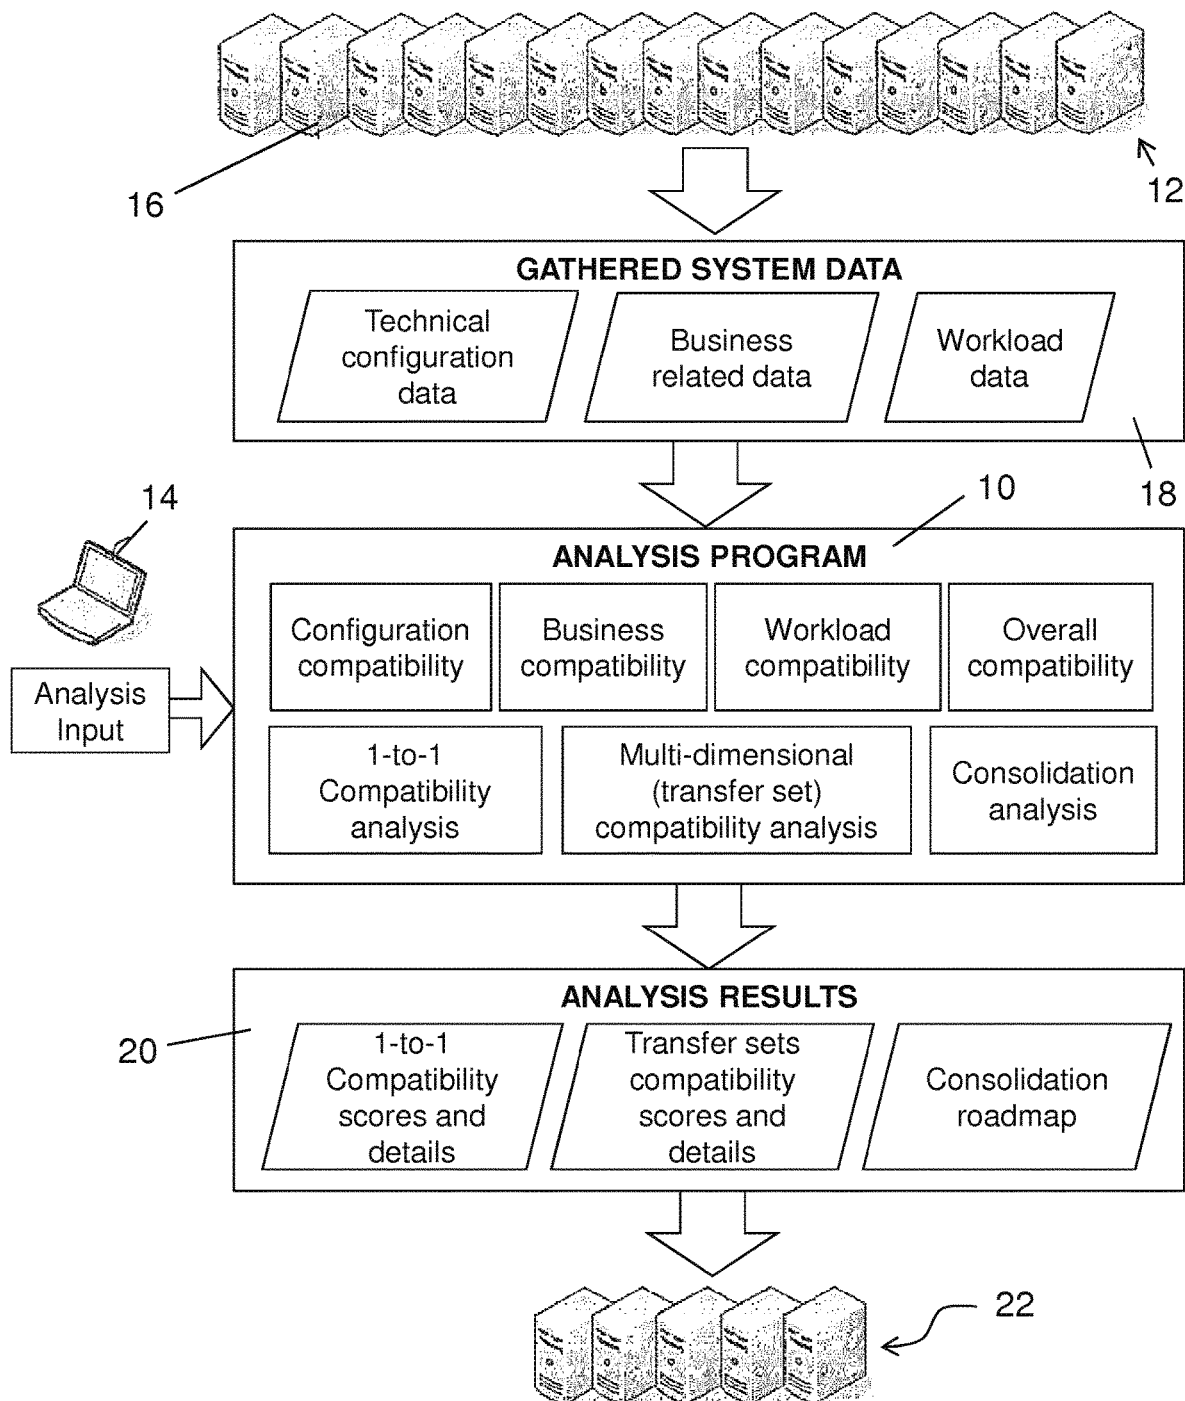 16
12
GATHERED SYSTEM DATA
Technical
configuration
data
Business
related data
Workload
data
18
14
10
ANALYSIS PROGRAM
Configuration
compatibility
Business
compatibility
Workload
compatibility
Overall
compatibility
Analysis
Input
1-to-1
Compatibility
analysis
Multi-dimensional
(transfer set)
compatibility analysis
Consolidation
analysis
ANALYSIS RESULTS
20
1-to-1
Compatibility
scores and
details
Transfer sets
compatibility
scores and
details
Consolidation
roadmap
22